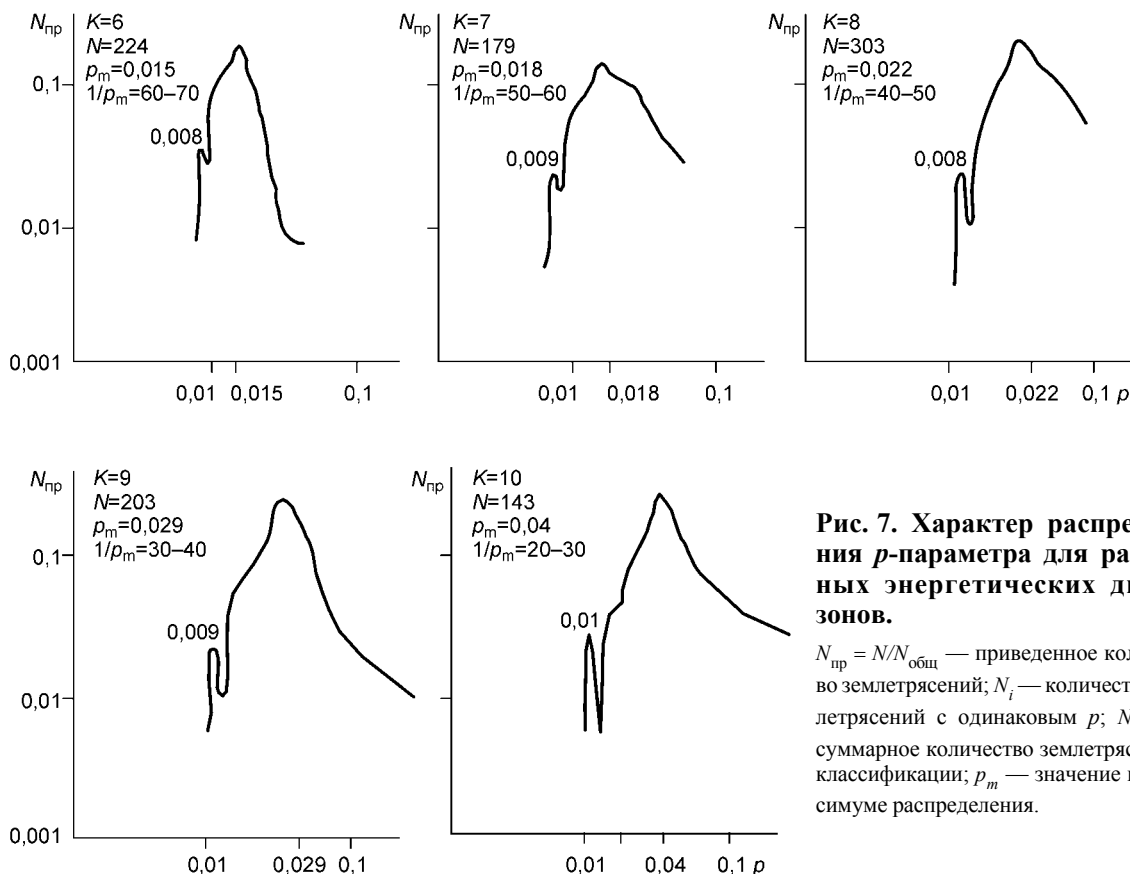 Nпр
K=6
N=224
pm=0,015
1/pm=60–70
0,1
0,008
0,01
0,001
0,01 0,015 0,1
Nпр
K=7
N=179
pm=0,018
1/pm=50–60
0,009
0,01 0,018 0,1
Nпр
K=8
N=303
pm=0,022
1/pm=40–50
0,008
0,01 0,022 0,1 p
Nпр
K=9
N=203
pm=0,029
1/pm=30–40
0,1
0,009
0,01
0,001
0,01 0,029 0,1
Nпр
K=10
N=143
pm=0,04
1/pm=20–30
0,01
0,01 0,04 0,1 p
Рис. 7. Характер распре
ния p-параметра для ра
ных энергетических ди
зонов.
Nпр = N/Nобщ — приведенное кол
во землетрясений; Ni — количест
летрясений с одинаковым p; N
суммарное количество землетряс
классификации; pm — значение
симуме распределения.